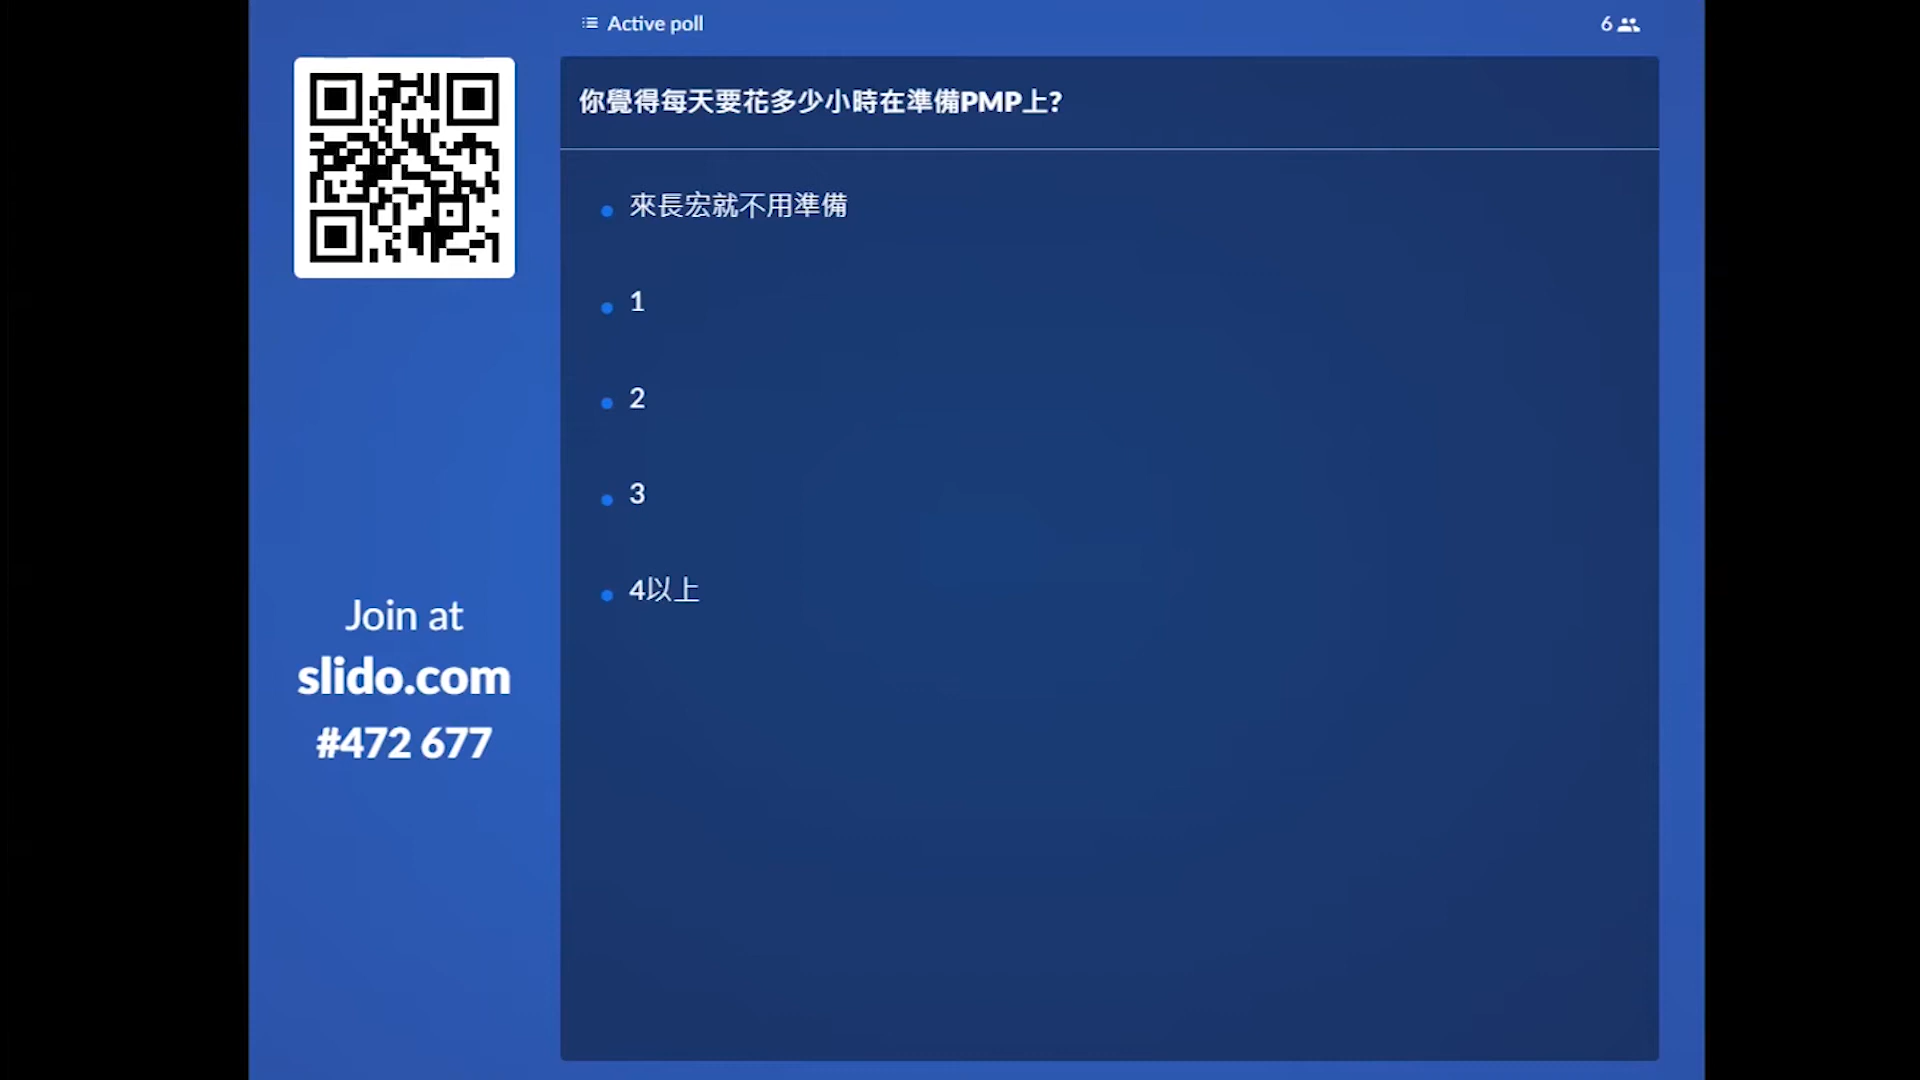 Active poll
6
你覺得每天要花多少小時在準備PMP上?
來長宏就不用準備
1
2
3
4以上
Join at
slido.com
#472 677